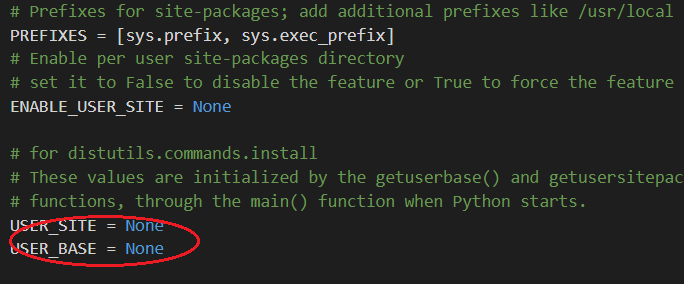 # Prefixes for site-packages; add additional prefixes like /usr/local
PREFIXES = [sys.prefix, sys.exec_prefix]
# Enable per user site-packages directory
# set it to False to disable the feature or True to force the feature
ENABLE_USER_SITE = None
# for distutils.commands.install
# These values are initialized by the getuserbase() and getusersitepac
# functions, through the main() function when Python starts.
USER_SITE = None
USER_BASE = None